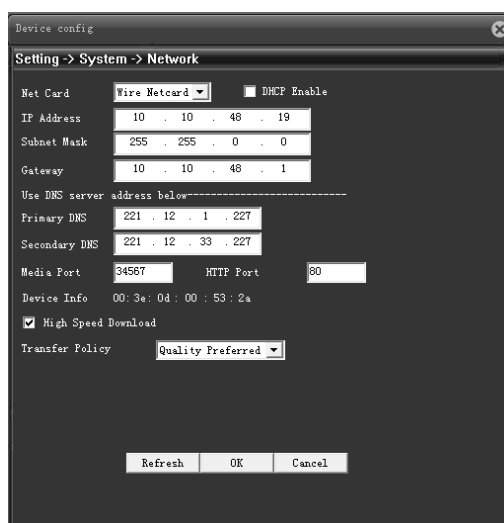 Device config
Setting -> System -> Network
Net Card Wire Netcard DHCP Enable
IP Address 10 . 10 . 48 . 19
Subnet Mask 255 . 255 . 0 . 0
Gateway 10 . 10 . 48 . 1
Use DNS server address below----------------------------
Primary DNS 221 . 12 . 1 . 227
Secondary DNS 221 . 12 . 33 . 227
Media Port 34567 HTTP Port 80
Device Info 00: 3e: 0d: 00 : 53 : 2a
High Speed Download
Transfer Policy Quality Preferred
Refresh OK Cancel